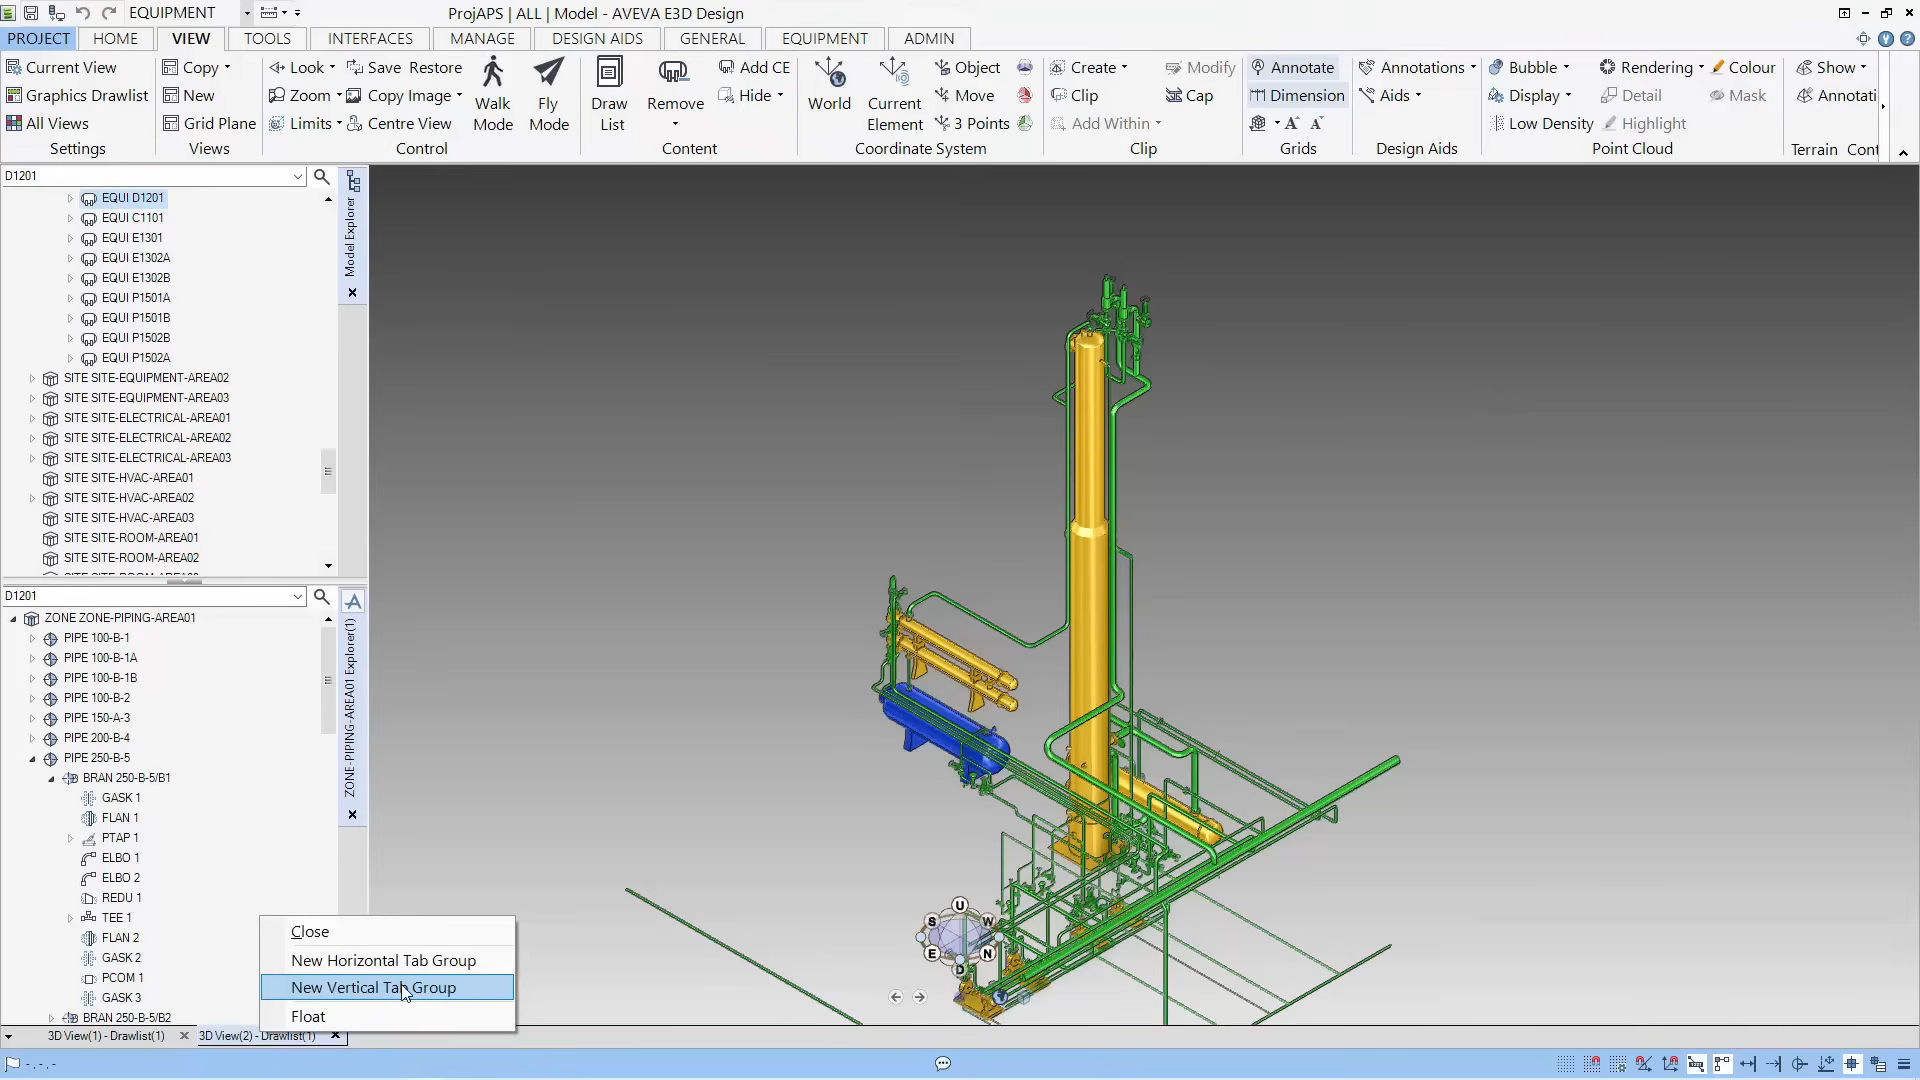 EQUIPMENT
ProjAPS | ALL | Model - AVEVA E3D Design
PROJECT HOME VIEW TOOLS INTERFACES MANAGE DESIGN AIDS GENERAL EQUIPMENT ADMIN
Current View Copy Look Save Restore Walk Mode Fly Mode Draw List Remove Add CE World Current Element Object Create Modify Annotate Annotations Bubble Rendering Colour Show
Graphics Drawlist New Zoom Copy Image Hide Move Clip Cap Dimension Aids Display Detail Mask Annotati
All Views Grid Plane Limits Centre View 3 Points Add Within A A Low Density Highlight
Settings Views Control Content Coordinate System Clip Grids Design Aids Point Cloud Terrain Cont
D1201
EQUI D1201
EQUI C1101
EQUI E1301
EQUI E1302A
EQUI E1302B
EQUI P1501A
EQUI P1501B
EQUI P1502B
EQUI P1502A
SITE SITE-EQUIPMENT-AREA02
SITE SITE-EQUIPMENT-AREA03
SITE SITE-ELECTRICAL-AREA01
SITE SITE-ELECTRICAL-AREA02
SITE SITE-ELECTRICAL-AREA03
SITE SITE-HVAC-AREA01
SITE SITE-HVAC-AREA02
SITE SITE-HVAC-AREA03
SITE SITE-ROOM-AREA01
SITE SITE-ROOM-AREA02
Model Explorer
D1201
ZONE ZONE-PIPING-AREA01
PIPE 100-B-1
PIPE 100-B-1A
PIPE 100-B-1B
PIPE 100-B-2
PIPE 150-A-3
PIPE 200-B-4
PIPE 250-B-5
BRAN 250-B-5/B1
GASK 1
FLAN 1
PTAP 1
ELBO 1
ELBO 2
REDU 1
TEE 1
FLAN 2
GASK 2
PCOM 1
GASK 3
BRAN 250-B-5/B2
ZONE-PIPING-AREA01 Explorer(1)
Close
New Horizontal Tab Group
New Vertical Tab Group
Float
U
S W
E N
D
3D View(1) - Drawlist(1) 3D View(2) - Drawlist(1)
- . - . -